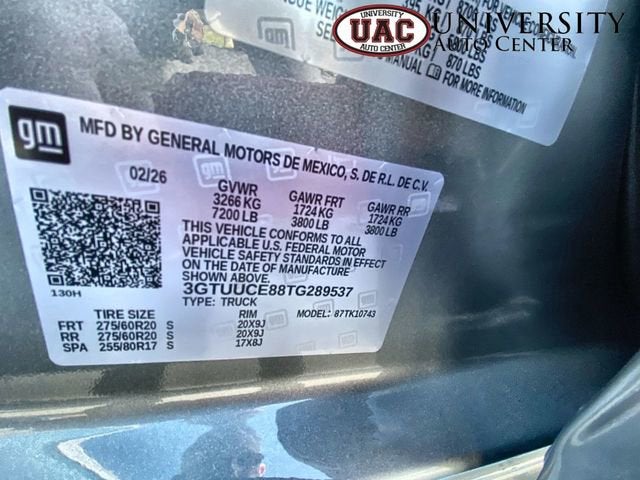 UNIVERSITY
UAC
AUTO CENTER
UNIVERSITY
AUTO CENTER
870 LBS
MANUAL FOR MORE INFORMATION
gm
MFD BY GENERAL MOTORS DE MEXICO, S. DE R.L. DE C.V.
02/26
GVWR GAWR FRT GAWR RR
3266 KG 1724 KG 1724 KG
7200 LB 3800 LB 3800 LB
THIS VEHICLE CONFORMS TO ALL
APPLICABLE U.S. FEDERAL MOTOR
VEHICLE SAFETY STANDARDS IN EFFECT
ON THE DATE OF MANUFACTURE
SHOWN ABOVE.
3GTUUCE88TG289537
130H
TYPE: TRUCK MODEL: 87TK10743
TIRE SIZE RIM
FRT 275/60R20 S 20X9J
RR 275/60R20 S 20X9J
SPA 255/80R17 S 17X8J